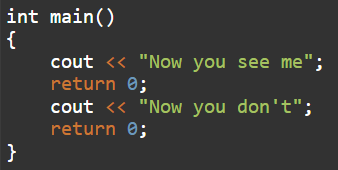 int main()
{
    cout << "Now you see me";
    return 0;
    cout << "Now you don't";
    return 0;
}